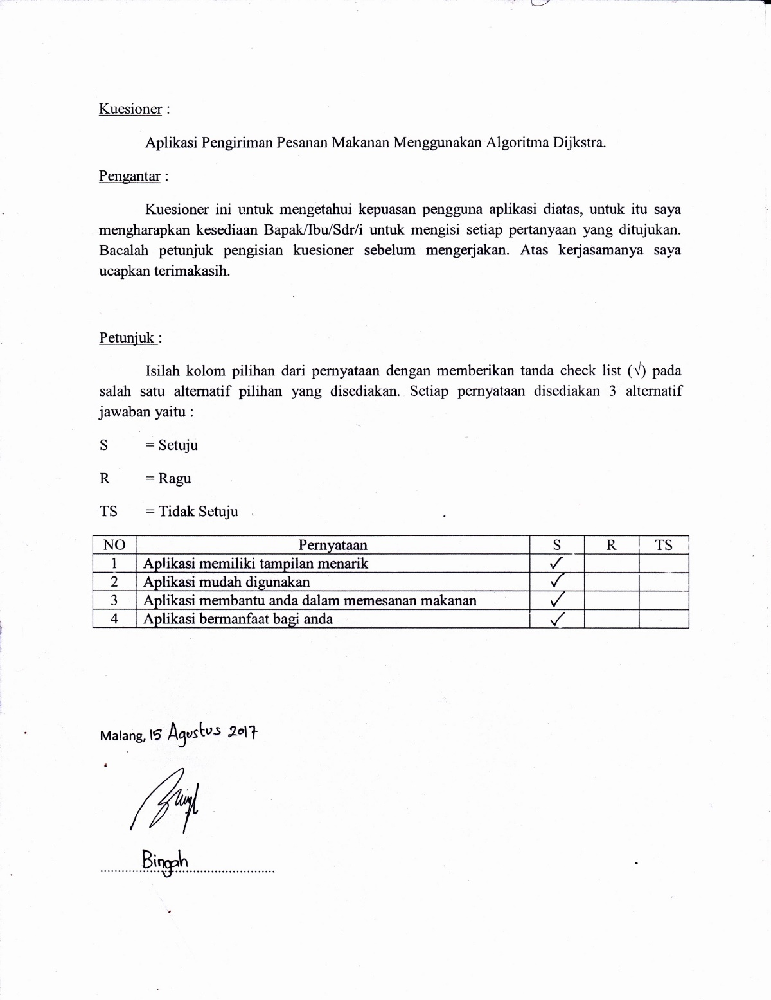 Kuesioner :
Aplikasi Pengiriman Pesanan Makanan Menggunakan Algoritma Dijkstra.
Pengantar :
Kuesioner ini untuk mengetahui kepuasan pengguna aplikasi diatas, untuk itu saya
mengharapkan kesediaan Bapak/Ibu/Sdr/i untuk mengisi setiap pertanyaan yang ditujukan.
Bacalah petunjuk pengisian kuesioner sebelum mengerjakan. Atas kerjasamanya saya
ucapkan terimakasih.
Petunjuk :
Isilah kolom pilihan dari pernyataan dengan memberikan tanda check list (√) pada
salah satu alternatif pilihan yang disediakan. Setiap pernyataan disediakan 3 alternatif
jawaban yaitu :
S = Setuju
R = Ragu
TS = Tidak Setuju
NO Pernyataan S R TS
1 Aplikasi memiliki tampilan menarik ✓
2 Aplikasi mudah digunakan ✓
3 Aplikasi membantu anda dalam memesanan makanan ✓
4 Aplikasi bermanfaat bagi anda ✓
Malang, 15 Agustus 2017
Bingah